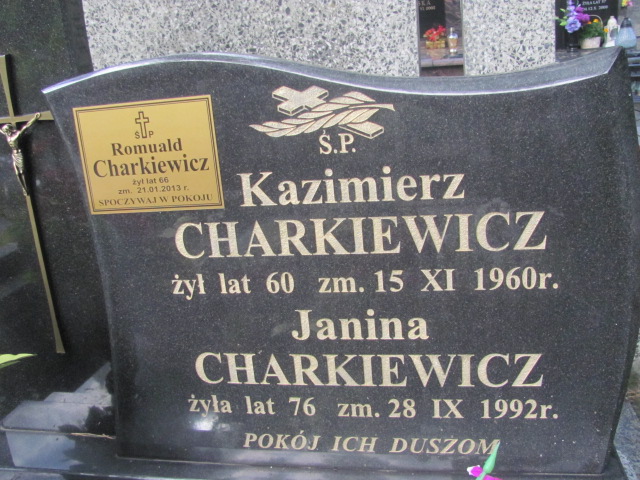 Ś P
Romuald
Charkiewicz
żył lat 66
zm. 21.01.2013 r.
SPOCZYWAJ W POKOJU
Ś.P.
Kazimierz
CHARKIEWICZ
żył lat 60 zm. 15 XI 1960r.
Janina
CHARKIEWICZ
żyła lat 76 zm. 28 IX 1992r.
POKÓJ ICH DUSZOM